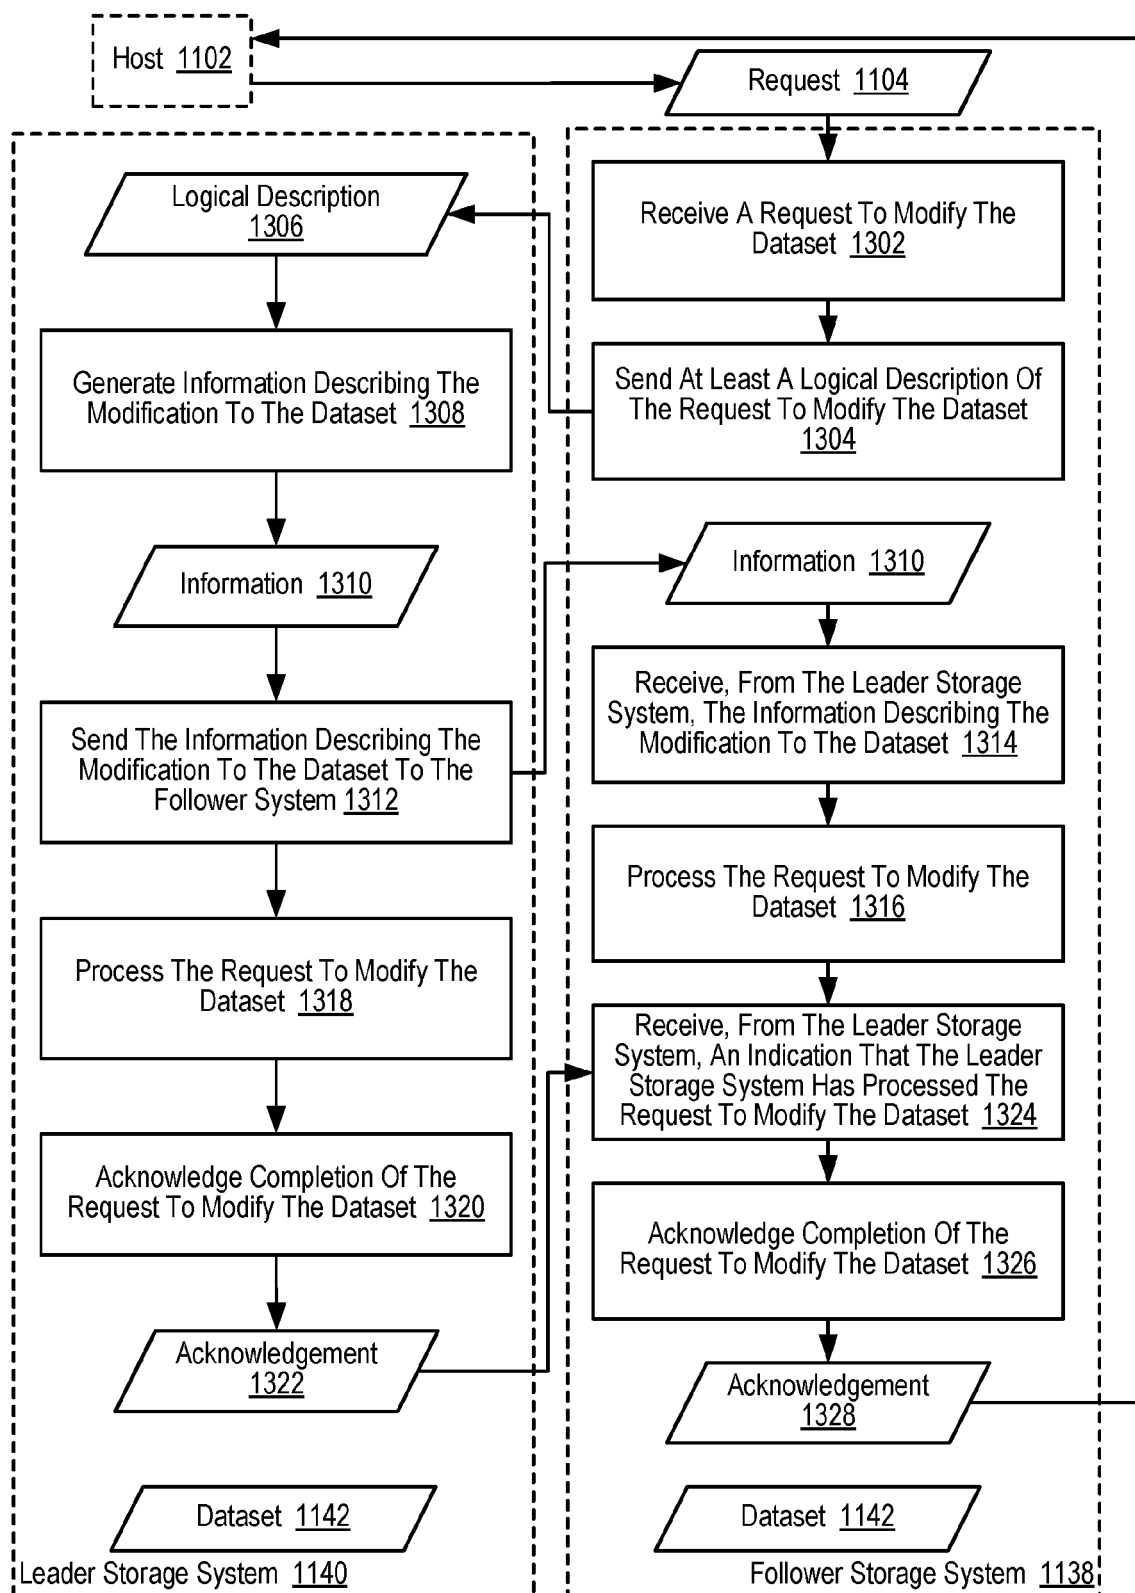 Host 1102
Request 1104
Logical Description
1306
Generate Information Describing The
Modification To The Dataset 1308
Information 1310
Send The Information Describing The
Modification To The Dataset To The
Follower System 1312
Process The Request To Modify The
Dataset 1318
Acknowledge Completion Of The
Request To Modify The Dataset 1320
Acknowledgement
1322
Dataset 1142
Leader Storage System 1140
Receive A Request To Modify The
Dataset 1302
Send At Least A Logical Description Of
The Request To Modify The Dataset
1304
Information 1310
Receive, From The Leader Storage
System, The Information Describing The
Modification To The Dataset 1314
Process The Request To Modify The
Dataset 1316
Receive, From The Leader Storage
System, An Indication That The Leader
Storage System Has Processed The
Request To Modify The Dataset 1324
Acknowledge Completion Of The
Request To Modify The Dataset 1326
Acknowledgement
1328
Dataset 1142
Follower Storage System 1138